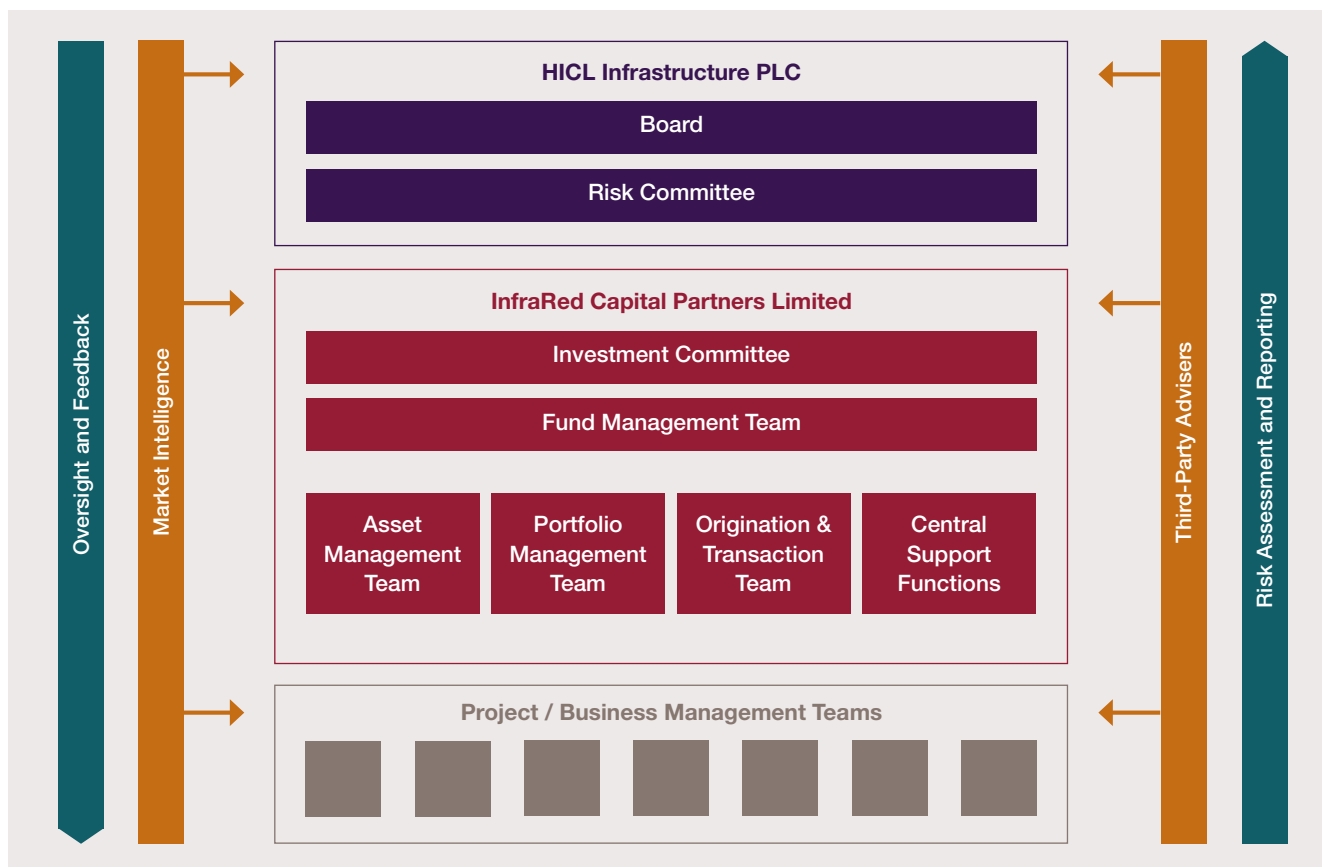 HICL Infrastructure PLC
Board
Risk Committee
InfraRed Capital Partners Limited
Investment Committee
Fund Management Team
Asset
Management
Team
Portfolio
Management
Team
Origination &
Transaction
Team
Central
Support
Functions
Project / Business Management Teams
Oversight and Feedback
Market Intelligence
Third-Party Advisers
Risk Assessment and Reporting